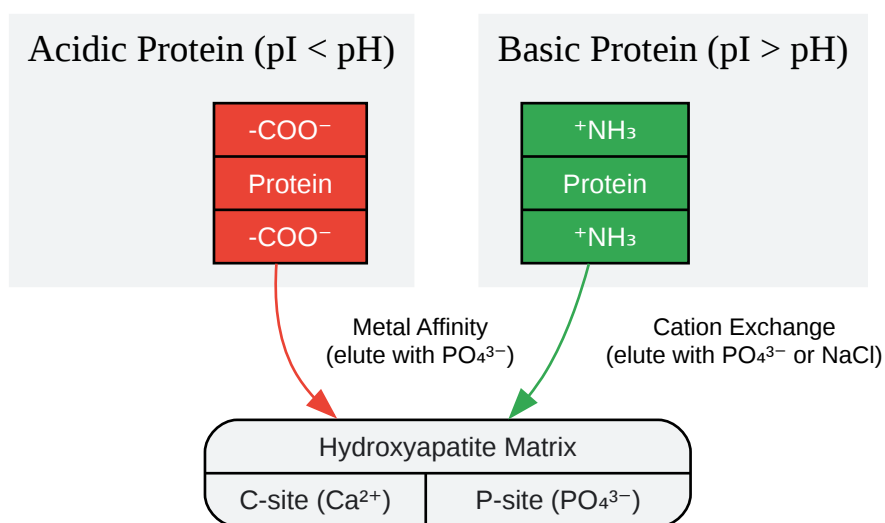 Acidic Protein (pI < pH)
-COO⁻
Protein
-COO⁻
Basic Protein (pI > pH)
⁺NH₃
Protein
⁺NH₃
Metal Affinity
(elute with PO₄³⁻)
Cation Exchange
(elute with PO₄³⁻ or NaCl)
Hydroxyapatite Matrix
C-site (Ca²⁺)
P-site (PO₄³⁻)